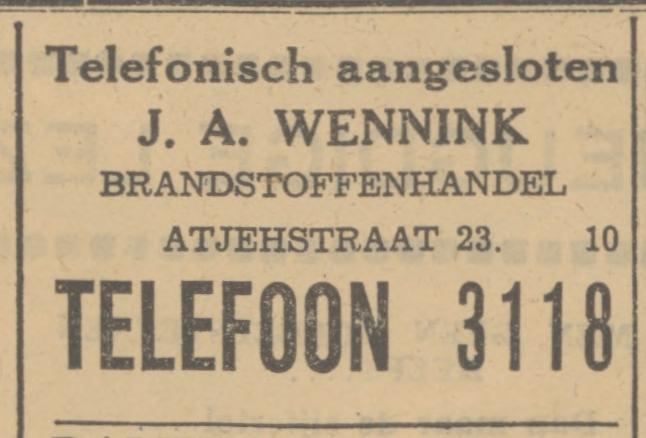 Telefonisch aangesloten
J. A. WENNINK
BRANDSTOFFENHANDEL
ATJEHSTRAAT 23. 10
TELEFOON 3118